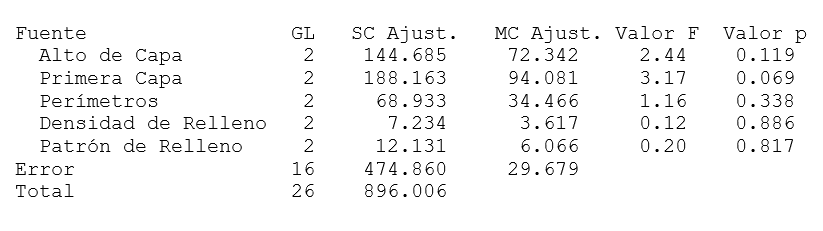 Fuente GL SC Ajust. MC Ajust. Valor F Valor p
Alto de Capa 2 144.685 72.342 2.44 0.119
Primera Capa 2 188.163 94.081 3.17 0.069
Perímetros 2 68.933 34.466 1.16 0.338
Densidad de Relleno 2 7.234 3.617 0.12 0.886
Patrón de Relleno 2 12.131 6.066 0.20 0.817
Error 16 474.860 29.679
Total 26 896.006